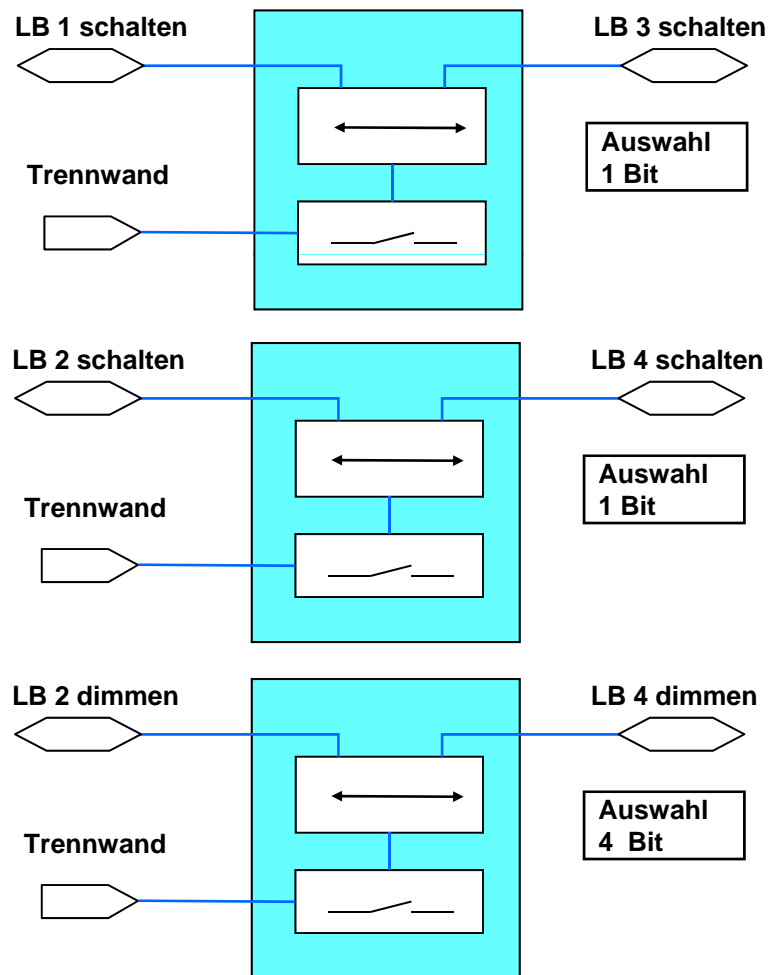 LB 1 schalten
LB 3 schalten
Auswahl
1 Bit
Trennwand
LB 2 schalten
LB 4 schalten
Auswahl
1 Bit
Trennwand
LB 2 dimmen
LB 4 dimmen
Auswahl
4  Bit
Trennwand